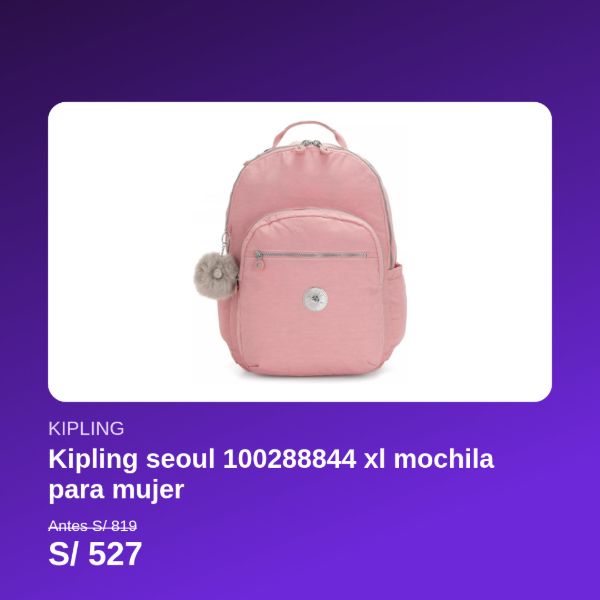 KIPLING
Kipling seoul 100288844 xl mochila
para mujer
Antes S/ 819
S/ 527